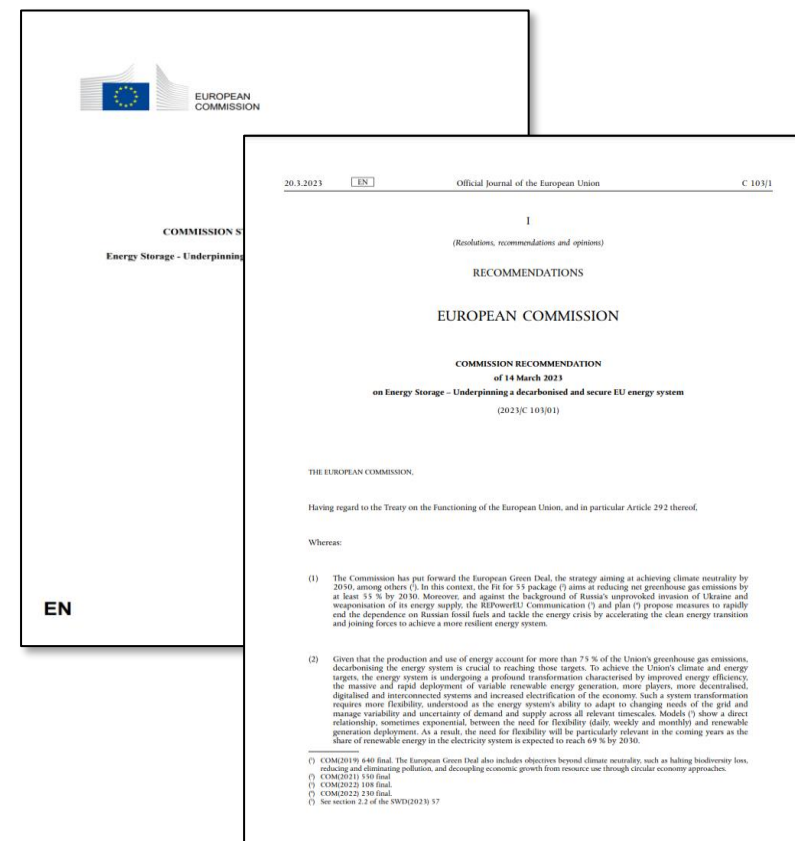 EUROPEAN
COMMISSION
COMMISSION S
Energy Storage - Underpinning
EN
20.3.2023 EN Official Journal of the European Union C 103/1
I
(Resolutions, recommendations and opinions)
RECOMMENDATIONS
EUROPEAN COMMISSION
COMMISSION RECOMMENDATION
of 14 March 2023
on Energy Storage – Underpinning a decarbonised and secure EU energy system
(2023/C 103/01)
THE EUROPEAN COMMISSION,
Having regard to the Treaty on the Functioning of the European Union, and in particular Article 292 thereof,
Whereas:
(1) The Commission has put forward the European Green Deal, the strategy aiming at achieving climate neutrality by
2050, among others (¹). In this context, the Fit for 55 package (²) aims at reducing net greenhouse gas emissions by
at least 55 % by 2030. Moreover, and against the background of Russia's unprovoked invasion of Ukraine and
weaponisation of its energy supply, the REPowerEU Communication (³) and plan (⁴) propose measures to rapidly
end the dependence on Russian fossil fuels and tackle the energy crisis by accelerating the clean energy transition
and joining forces to achieve a more resilient energy system.
(2) Given that the production and use of energy account for more than 75 % of the Union's greenhouse gas emissions,
decarbonising the energy system is crucial to reaching those targets. To achieve the Union's climate and energy
targets, the energy system is undergoing a profound transformation characterised by improved energy efficiency,
the massive and rapid deployment of variable renewable energy generation, more players, more decentralised,
digitalised and interconnected systems and increased electrification of the economy. Such a system transformation
requires more flexibility, understood as the energy system's ability to adapt to changing needs of the grid and
manage variability and uncertainty of demand and supply across all relevant timescales. Models (⁵) show a direct
relationship, sometimes exponential, between the need for flexibility (daily, weekly and monthly) and renewable
generation deployment. As a result, the need for flexibility will be particularly relevant in the coming years as the
share of renewable energy in the electricity system is expected to reach 69 % by 2030.
(¹) COM(2019) 640 final. The European Green Deal also includes objectives beyond climate neutrality, such as halting biodiversity loss,
reducing and eliminating pollution, and decoupling economic growth from resource use through circular economy approaches.
(²) COM(2021) 550 final
(³) COM(2022) 108 final.
(⁴) COM(2022) 230 final.
(⁵) See section 2.2 of the SWD(2023) 57